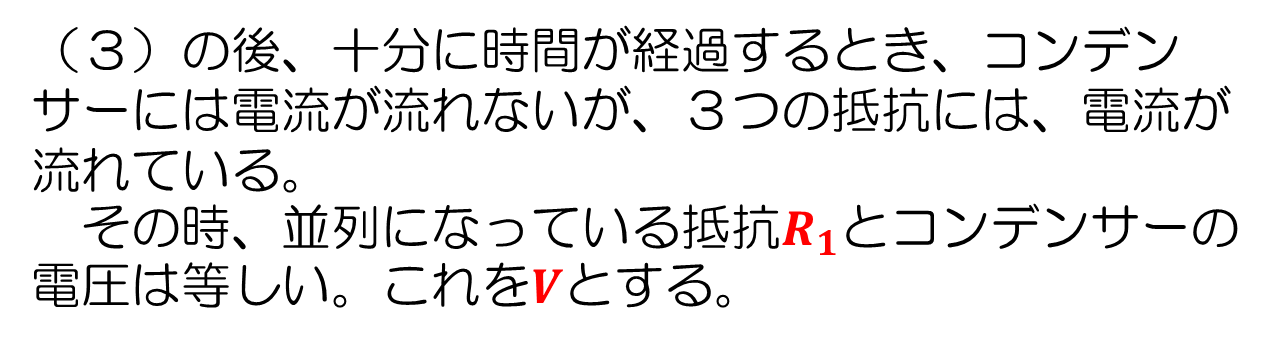 （３）の後、十分に時間が経過するとき、コンデン
サーには電流が流れないが、３つの抵抗には、電流が
流れている。
　その時、並列になっている抵抗R₁とコンデンサーの
電圧は等しい。これをVとする。